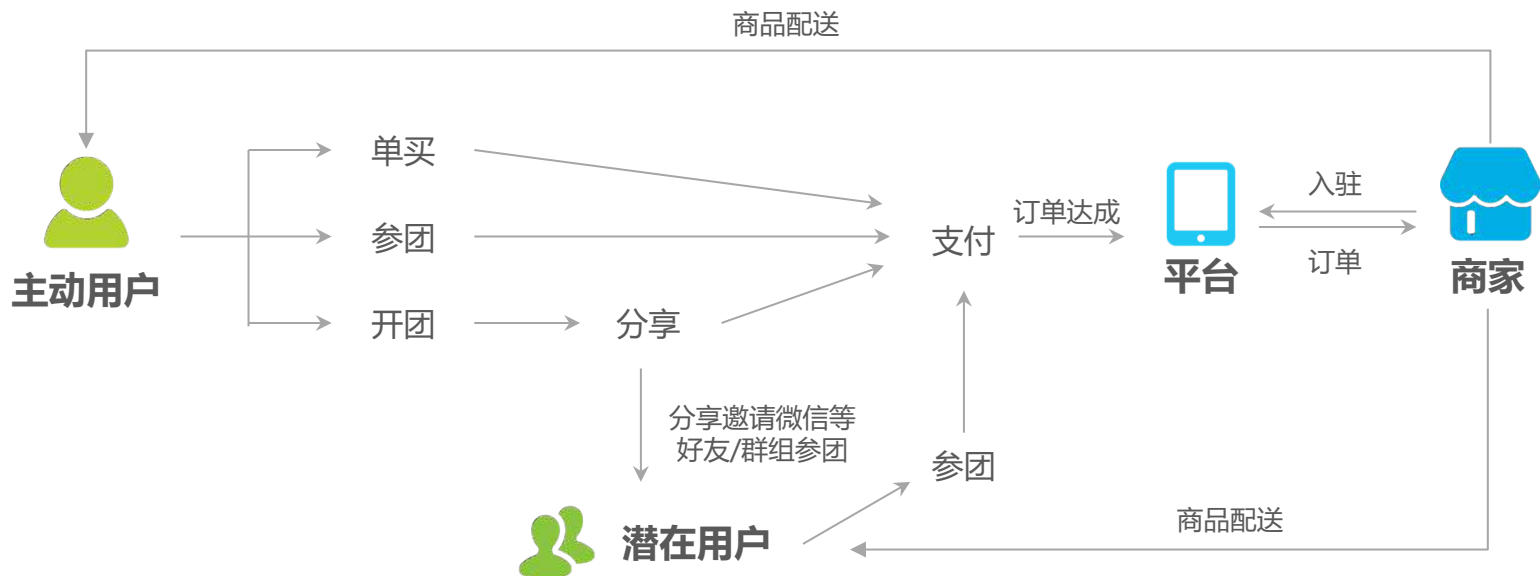 商品配送
单买
入驻
订单达成
参团
支付
订单
平台
商家
主动用户
开团
分享
分享邀请微信等
好友/群组参团
参团
商品配送
潜在用户